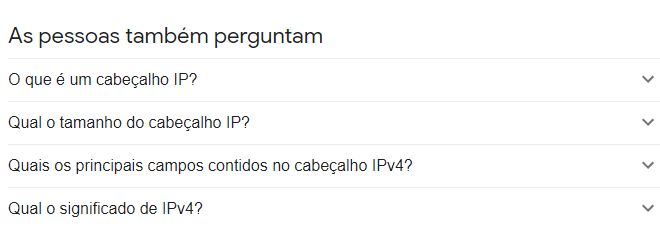 As pessoas também perguntam
O que é um cabeçalho IP?
Qual o tamanho do cabeçalho IP?
Quais os principais campos contidos no cabeçalho IPv4?
Qual o significado de IPv4?